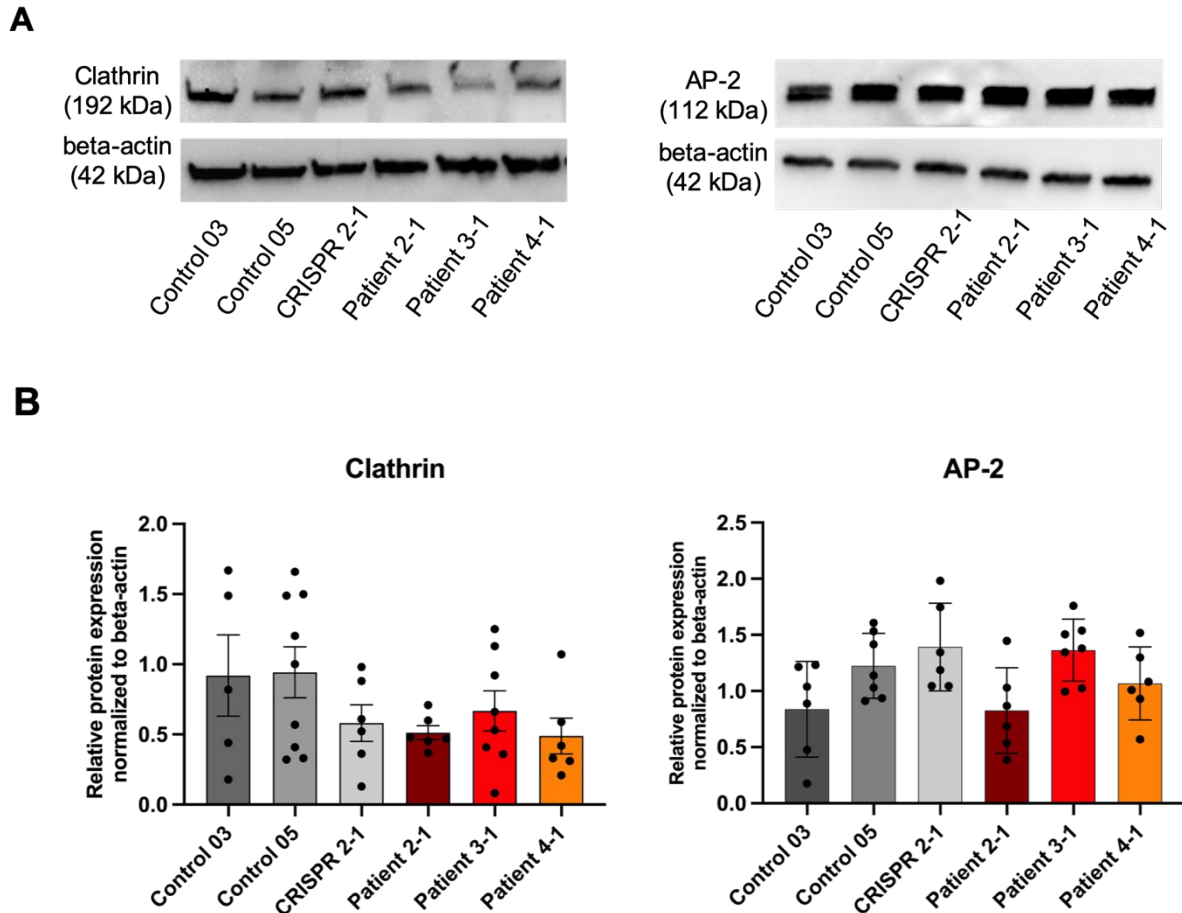 A
Clathrin
(192 kDa)
beta-actin
(42 kDa)
Control 03
Control 05
CRISPR 2-1
Patient 2-1
Patient 3-1
Patient 4-1
AP-2
(112 kDa)
beta-actin
(42 kDa)
Control 03
Control 05
CRISPR 2-1
Patient 2-1
Patient 3-1
Patient 4-1
B
Clathrin
Relative protein expression
normalized to beta-actin
2.0
1.5
1.0
0.5
0.0
Control 03
Control 05
CRISPR 2-1
Patient 2-1
Patient 3-1
Patient 4-1
AP-2
Relative protein expression
normalized to beta-actin
2.5
2.0
1.5
1.0
0.5
0.0
Control 03
Control 05
CRISPR 2-1
Patient 2-1
Patient 3-1
Patient 4-1